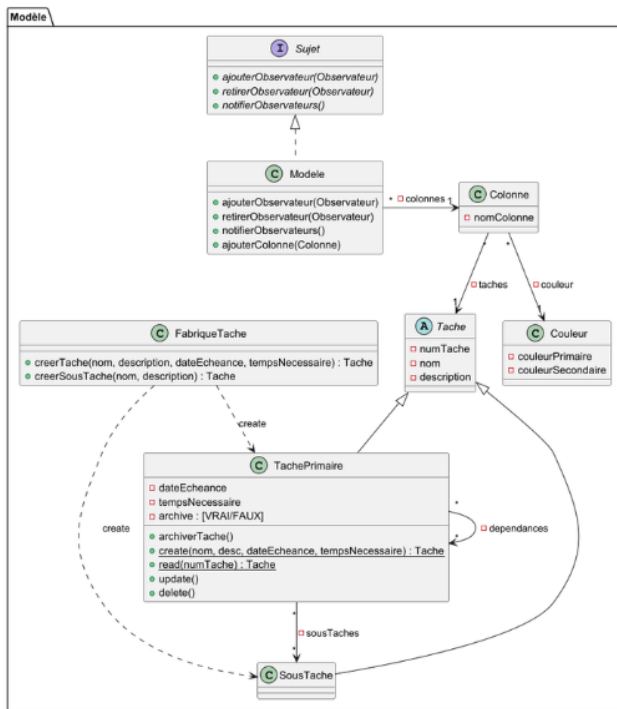 Modèle
I Sujet
ajouterObservateur(Observateur)
retirerObservateur(Observateur)
notifierObservateurs()
C Modele
ajouterObservateur(Observateur)
retirerObservateur(Observateur)
notifierObservateurs()
ajouterColonne(Colonne)
* colonnes 1
C Colonne
nomColonne
* *
taches
couleur
1 1
C FabriqueTache
creerTache(nom, description, dateEcheance, tempsNecessaire) : Tache
creerSousTache(nom, description) : Tache
A Tache
numTache
nom
description
C Couleur
couleurPrimaire
couleurSecondaire
create
C TachePrimaire
dateEcheance
tempsNecessaire
archive : [VRAI/FAUX]
archiverTache()
create(nom, desc, dateEcheance, tempsNecessaire) : Tache
read(numTache) : Tache
update()
delete()
*
dependances
*
create
*
sousTaches
*
C SousTache